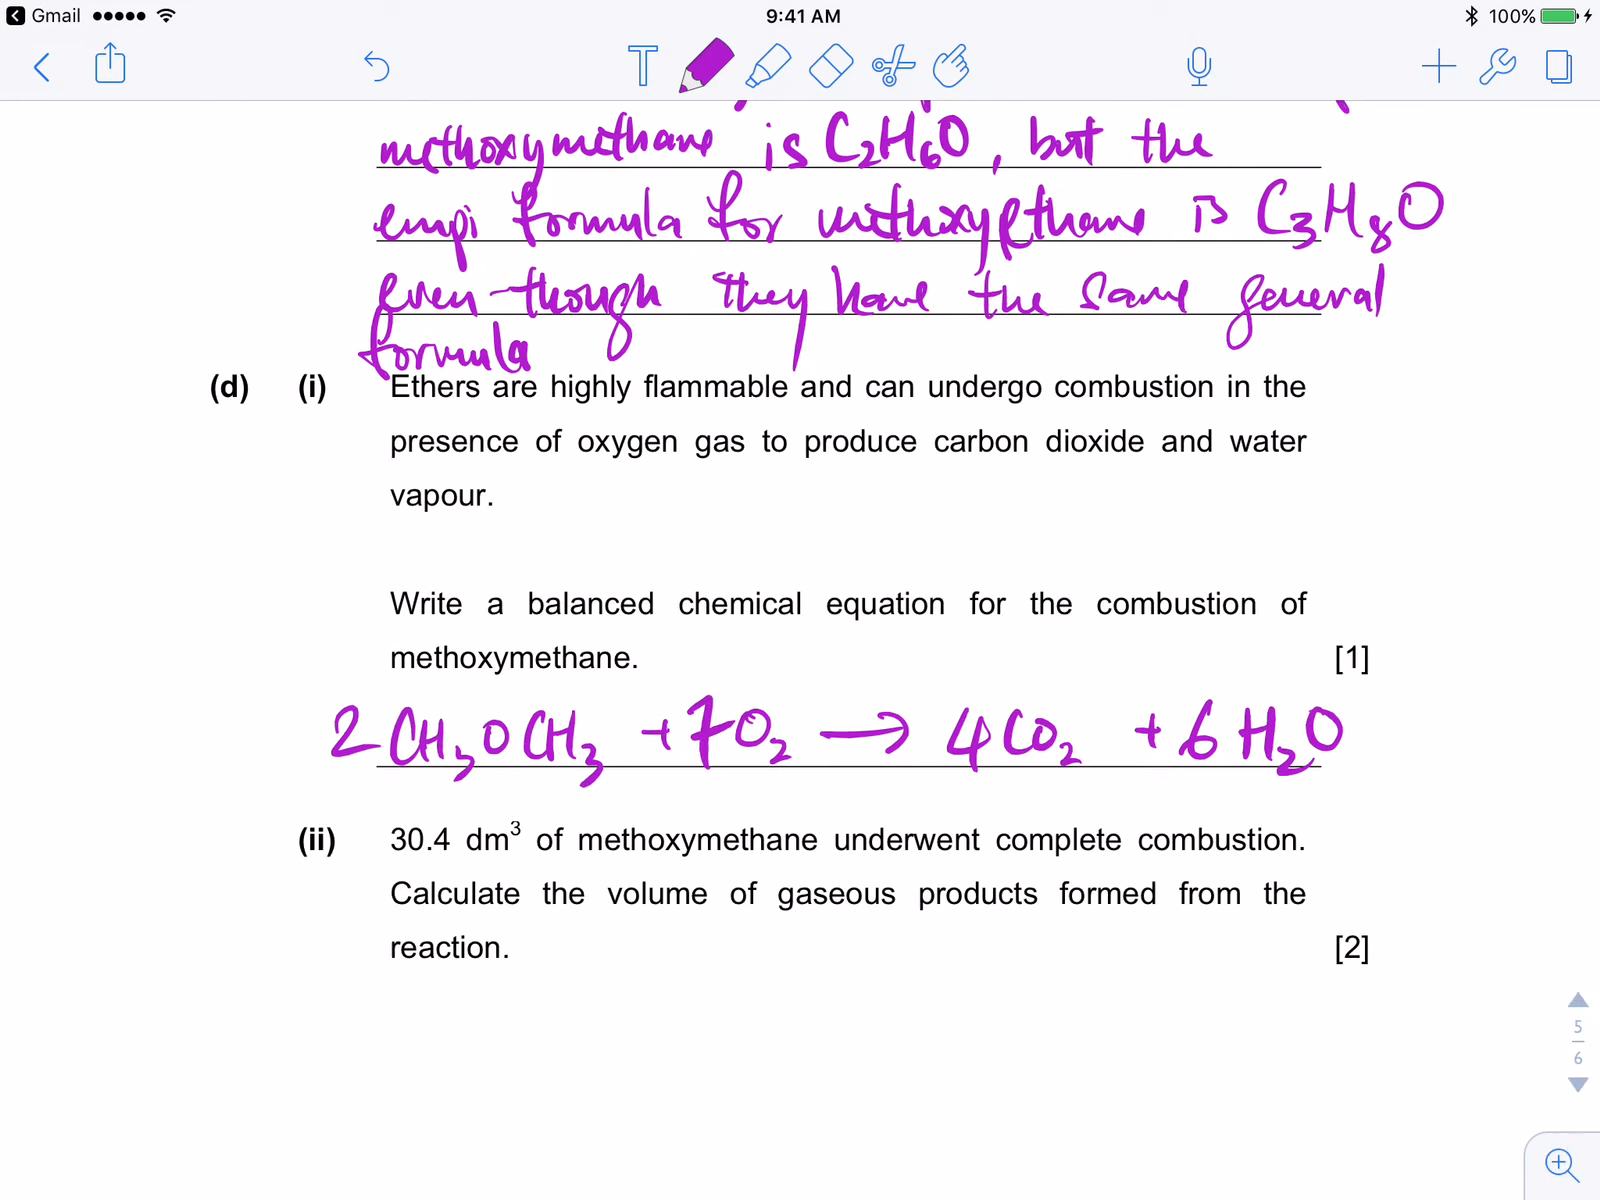 Gmail 9:41 AM 100%
T
methoxymethane is C₂H₆O, but the
empi formula for methoxyethane is C₃H₈O
even though they have the same general
formula
(d) (i) Ethers are highly flammable and can undergo combustion in the
presence of oxygen gas to produce carbon dioxide and water
vapour.
Write a balanced chemical equation for the combustion of
methoxymethane. [1]
2CH₃OCH₃ + 7O₂ → 4CO₂ + 6H₂O
(ii) 30.4 dm³ of methoxymethane underwent complete combustion.
Calculate the volume of gaseous products formed from the
reaction. [2]
5
6